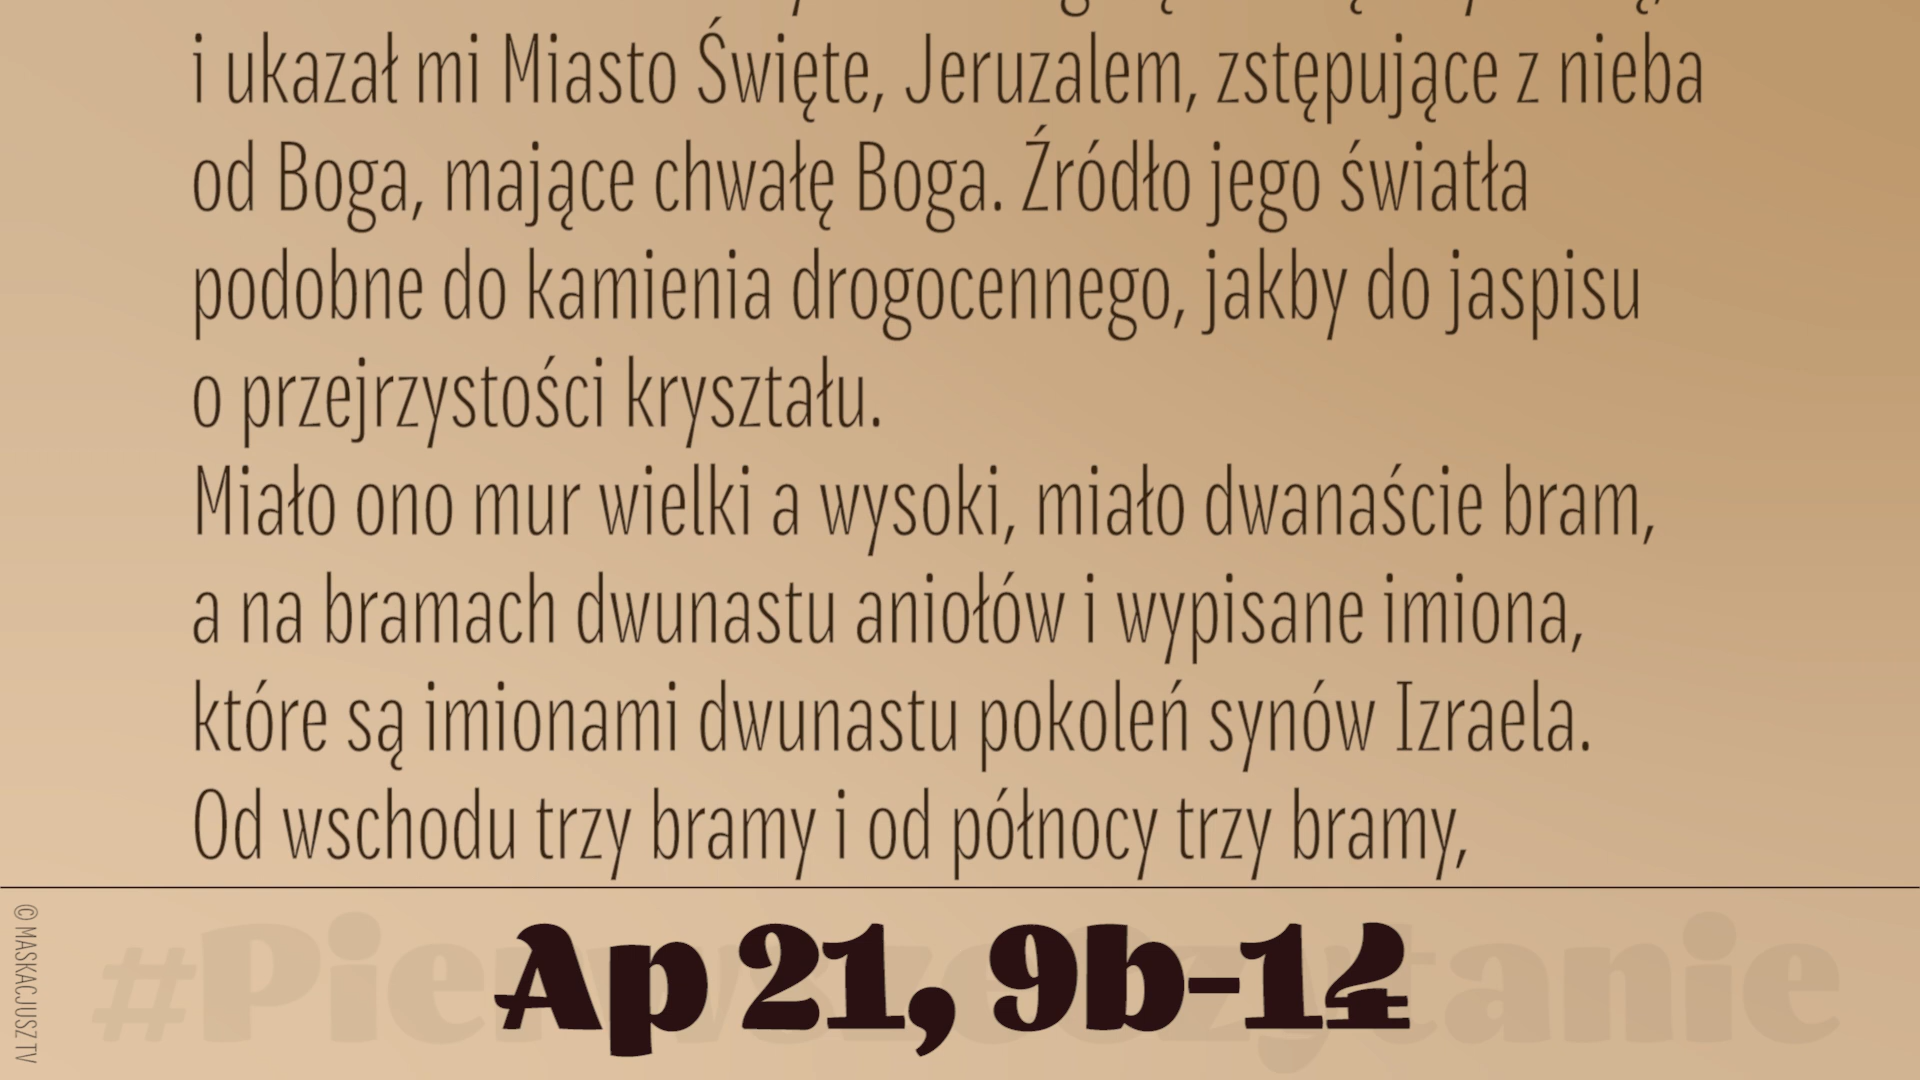 i ukazał mi Miasto Święte, Jeruzalem, zstępujące z nieba
od Boga, mające chwałę Boga. Źródło jego światła
podobne do kamienia drogocennego, jakby do jaspisu
o przejrzystości kryształu.
Miało ono mur wielki a wysoki, miało dwanaście bram,
a na bramach dwunastu aniołów i wypisane imiona,
które są imionami dwunastu pokoleń synów Izraela.
Od wschodu trzy bramy i od północy trzy bramy,
#PierwszeCzytanie
Ap 21, 9b-14
© MASKACJUSZ TV